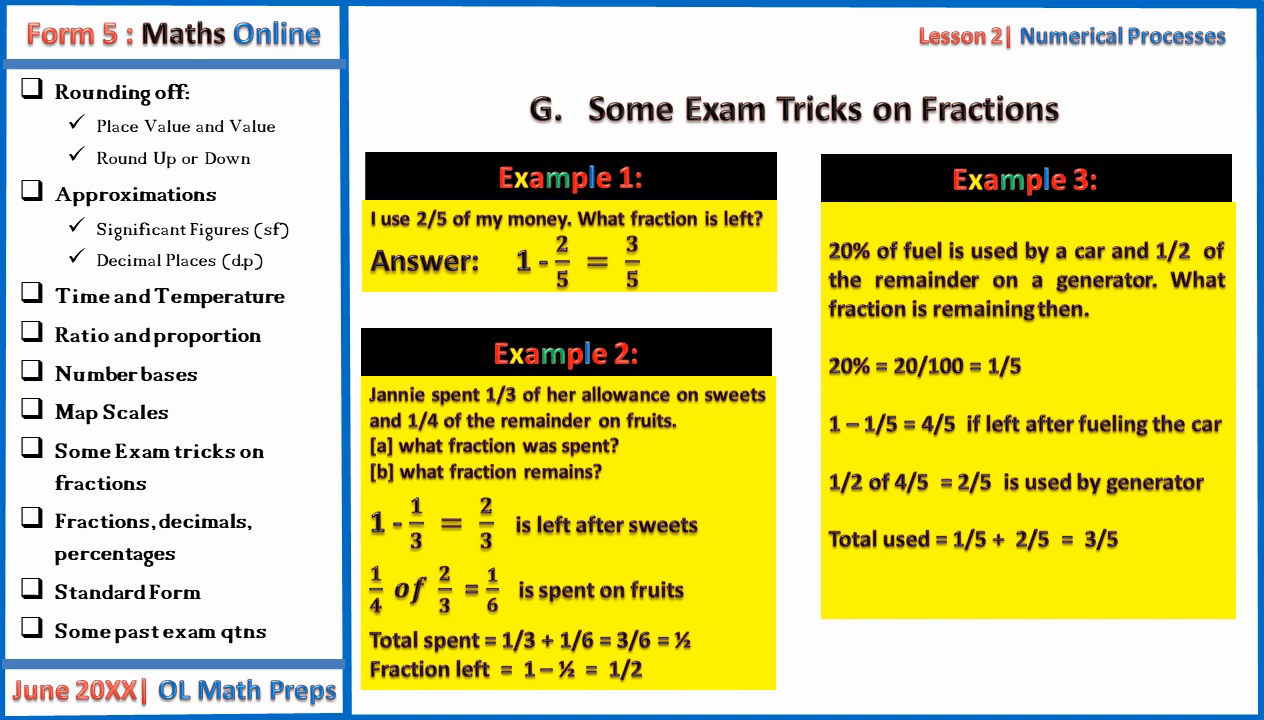 Form 5 : Maths Online
Rounding off:
Place Value and Value
Round Up or Down
Approximations
Significant Figures (sf)
Decimal Places (d.p)
Time and Temperature
Ratio and proportion
Number bases
Map Scales
Some Exam tricks on
fractions
Fractions, decimals,
percentages
Standard Form
Some past exam qtns
June 20XX| OL Math Preps
Lesson 2| Numerical Processes
G. Some Exam Tricks on Fractions
Example 1:
I use 2/5 of my money. What fraction is left?
Answer: 1 - 2/5 = 3/5
Example 2:
Jannie spent 1/3 of her allowance on sweets
and 1/4 of the remainder on fruits.
[a] what fraction was spent?
[b] what fraction remains?
1 - 1/3 = 2/3 is left after sweets
1/4 of 2/3 = 1/6 is spent on fruits
Total spent = 1/3 + 1/6 = 3/6 = ½
Fraction left = 1 – ½ = 1/2
Example 3:
20% of fuel is used by a car and 1/2 of
the remainder on a generator. What
fraction is remaining then.
20% = 20/100 = 1/5
1 – 1/5 = 4/5 if left after fueling the car
1/2 of 4/5 = 2/5 is used by generator
Total used = 1/5 + 2/5 = 3/5